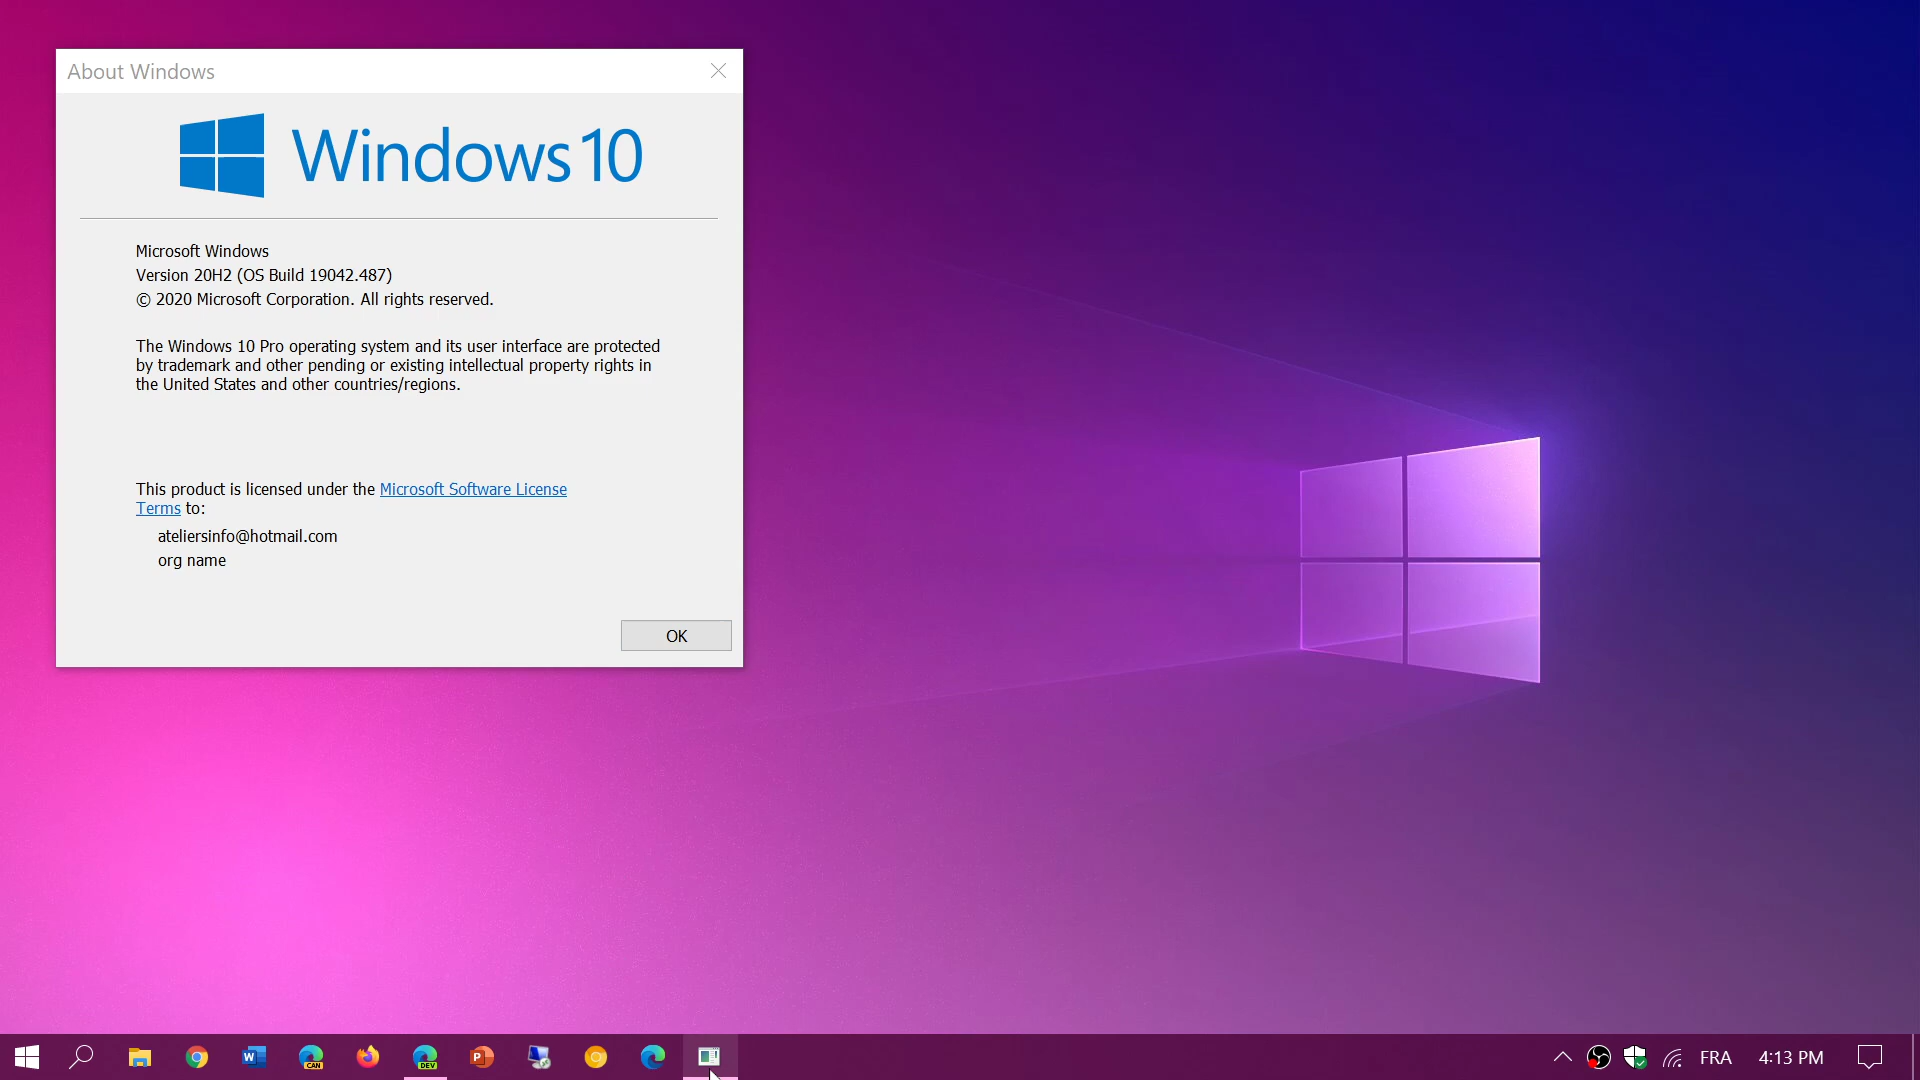 About Windows
Windows 10
Microsoft Windows
Version 20H2 (OS Build 19042.487)
© 2020 Microsoft Corporation. All rights reserved.
The Windows 10 Pro operating system and its user interface are protected
by trademark and other pending or existing intellectual property rights in
the United States and other countries/regions.
This product is licensed under the Microsoft Software License
Terms to:
ateliersinfo@hotmail.com
org name
OK
W
CAN
DEV
P
FRA
4:13 PM